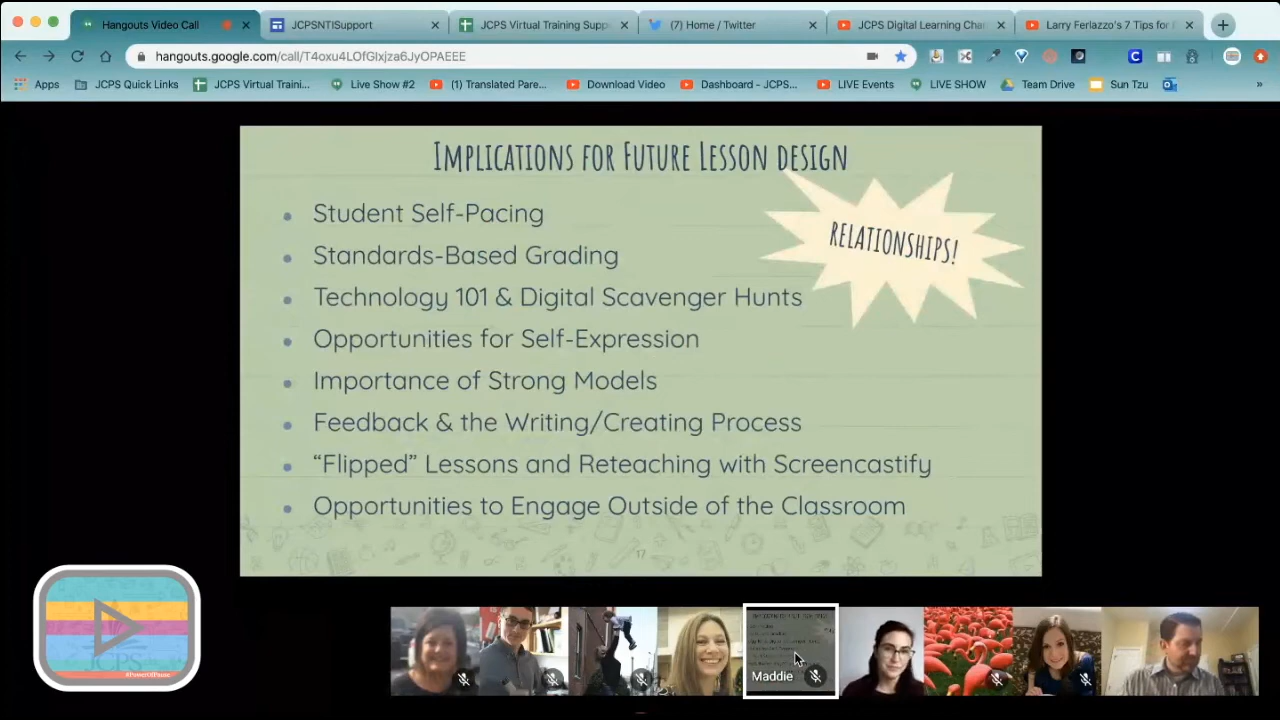 Hangouts Video Call
JCPSNTISupport
JCPS Virtual Training Supp
(7) Home / Twitter
JCPS Digital Learning Cha
Larry Ferlazzo's 7 Tips for
hangouts.google.com/call/T4oxu4LOfGlxjza6JyOPAEEE
Apps
JCPS Quick Links
JCPS Virtual Traini...
Live Show #2
(1) Translated Pare...
Download Video
Dashboard - JCPS...
LIVE Events
LIVE SHOW
Team Drive
Sun Tzu
Implications for Future Lesson design
Relationships!
• Student Self-Pacing
• Standards-Based Grading
• Technology 101 & Digital Scavenger Hunts
• Opportunities for Self-Expression
• Importance of Strong Models
• Feedback & the Writing/Creating Process
• “Flipped” Lessons and Reteaching with Screencastify
• Opportunities to Engage Outside of the Classroom
17
JCPS
Maddie